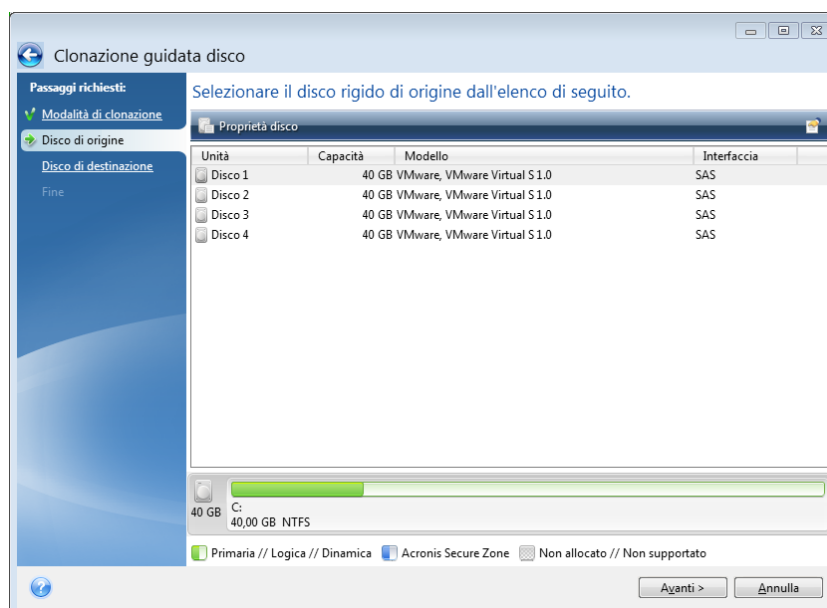 Clonazione guidata disco
Passaggi richiesti:
Modalità di clonazione
Disco di origine
Disco di destinazione
Fine
Selezionare il disco rigido di origine dall'elenco di seguito.
Proprietà disco
Unità Capacità Modello Interfaccia
Disco 1 40 GB VMware, VMware Virtual S 1.0 SAS
Disco 2 40 GB VMware, VMware Virtual S 1.0 SAS
Disco 3 40 GB VMware, VMware Virtual S 1.0 SAS
Disco 4 40 GB VMware, VMware Virtual S 1.0 SAS
40 GB
C:
40,00 GB NTFS
Primaria // Logica // Dinamica Acronis Secure Zone Non allocato // Non supportato
Avanti > Annulla